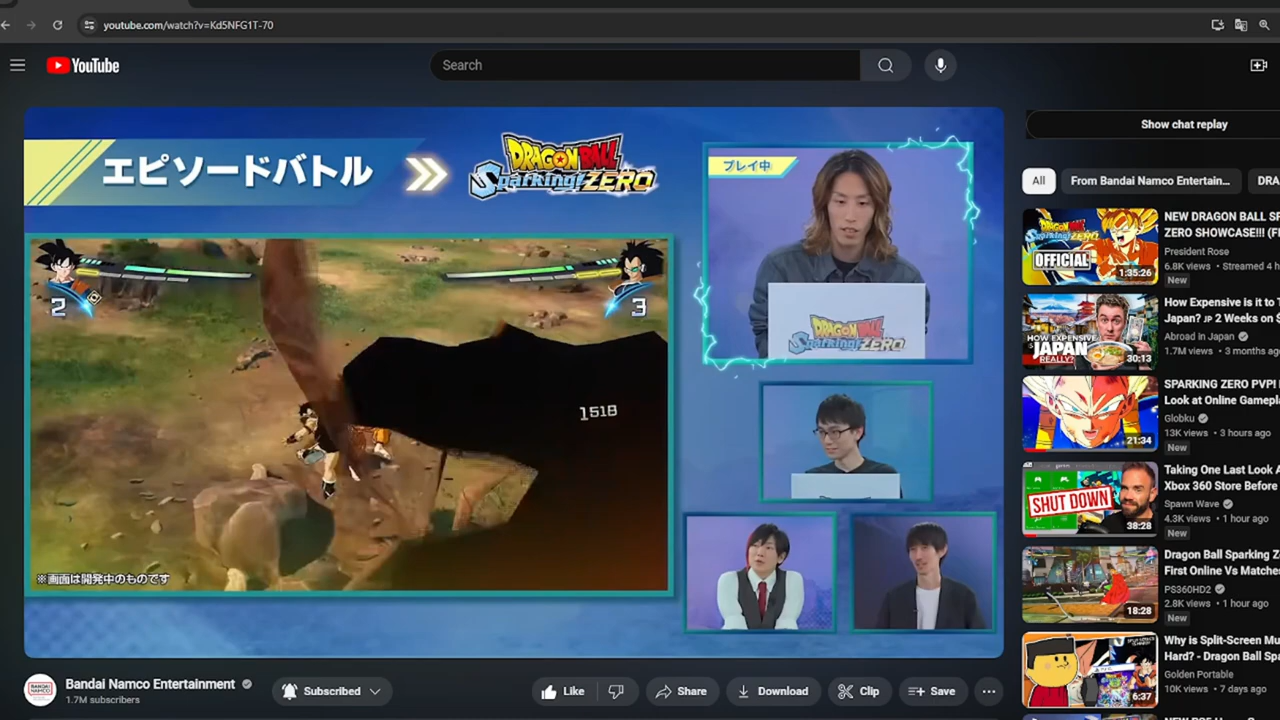 youtube.com/watch?v=Kd5NFG1T-70
YouTube
Search
エピソードバトル
DRAGON BALL
Sparking! ZERO
プレイ中
2
3
1518
※画面は開発中のものです
DRAGON BALL
Sparking! ZERO
Bandai Namco Entertainment
1.7M subscribers
Subscribed
Like
Share
Download
Clip
Save
Show chat replay
All
From Bandai Namco Entertain...
DRA
DRAGON BALL
Sparking! ZERO
OFFICIAL
1:35:26
NEW DRAGON BALL SP
ZERO SHOWCASE!!! (F
President Rose
6.8K views • Streamed 4 h
New
HOW EXPENSIVE IS
JAPAN
REALLY?
30:13
How Expensive is it to T
Japan? JP 2 Weeks on $
Abroad in Japan
1.7M views • 3 months ag
21:34
SPARKING ZERO PVP!
Look at Online Gamepla
Globku
13K views • 3 hours ago
New
SHUT DOWN
38:28
Taking One Last Look A
Xbox 360 Store Before
Spawn Wave
4.3K views • 1 hour ago
New
18:28
Dragon Ball Sparking Z
First Online Vs Matches
PS360HD2
2.8K views • 1 hour ago
New
6:37
Why is Split-Screen Mu
Hard? - Dragon Ball Spa
Golden Portable
10K views • 7 days ago